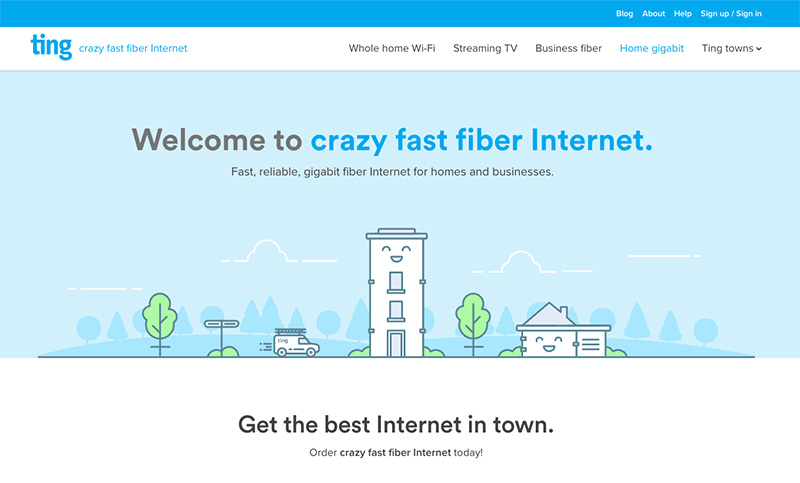 Blog About Help Sign up / Sign in
ting crazy fast fiber Internet
Whole home Wi-Fi Streaming TV Business fiber Home gigabit Ting towns
Welcome to crazy fast fiber Internet.
Fast, reliable, gigabit fiber Internet for homes and businesses.
ting
Get the best Internet in town.
Order crazy fast fiber Internet today!